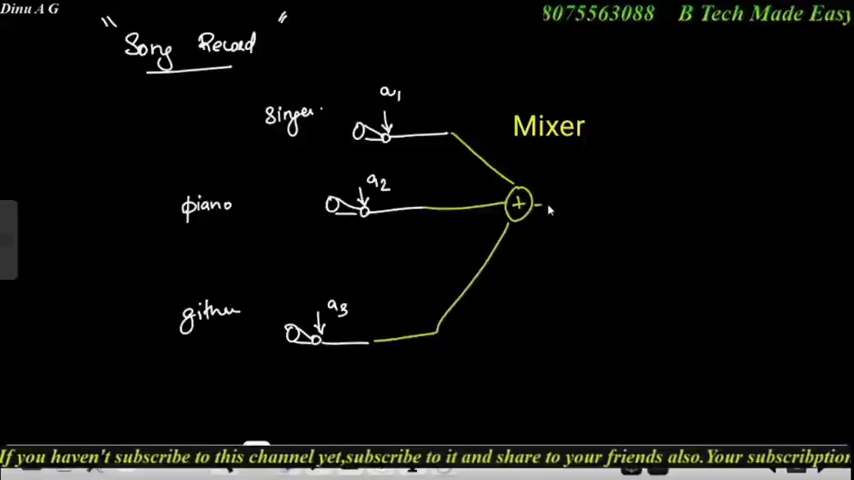 Dinu A G
8075563088 B Tech Made Easy
"Song Record"
a1
Singer
Mixer
a2
piano
+
a3
If you haven't subscribe to this channel yet,subscribe to it and share to your friends also.Your subscribption